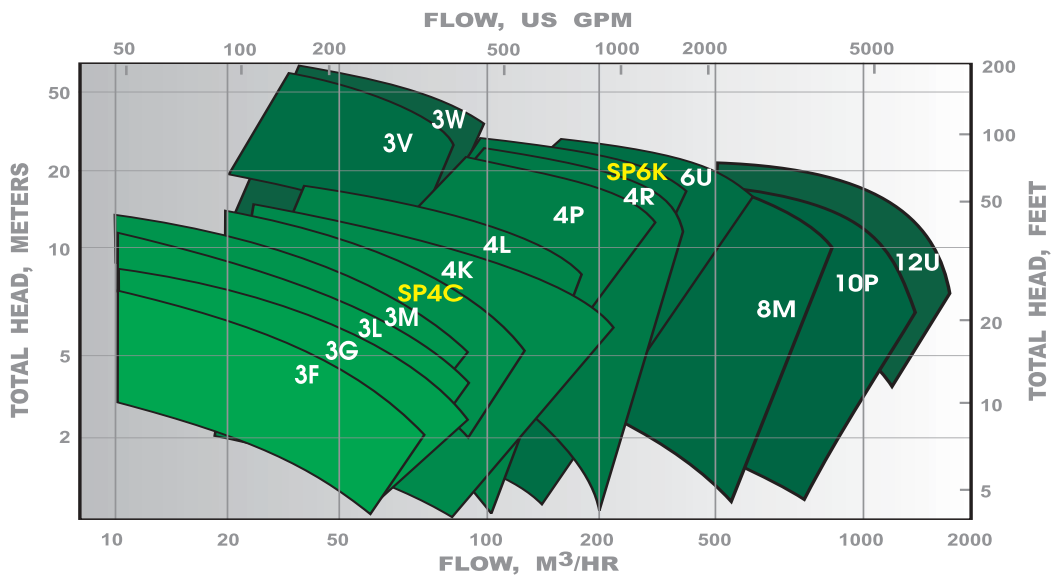 FLOW, US GPM
50 100 200 500 1000 2000 5000
TOTAL HEAD, METERS
50
20
10
5
2
200
100
50
20
10
5
TOTAL HEAD, FEET
3W
3V
SP6K
6U
4R
4P
4L
4K
12U
10P
SP4C
8M
3M
3L
3G
3F
10 20 50 100 200 500 1000 2000
FLOW, M³/HR